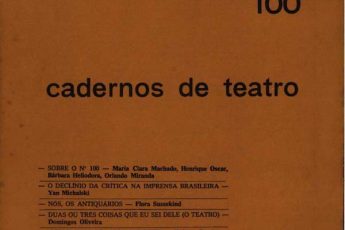 100
cadernos de teatro
— SOBRE O Nº 100 — Maria Clara Machado, Henrique Oscar,
Bárbara Heliodora, Orlando Miranda
— O DECLÍNIO DA CRÍTICA NA IMPRENSA BRASILEIRA —
Yan Michalski
— NÓS, OS ANTIQUÁRIOS — Flora Sussekind
— DUAS OU TRÊS COISAS QUE EU SEI DELE (O TEATRO) —
Domingos Oliveira